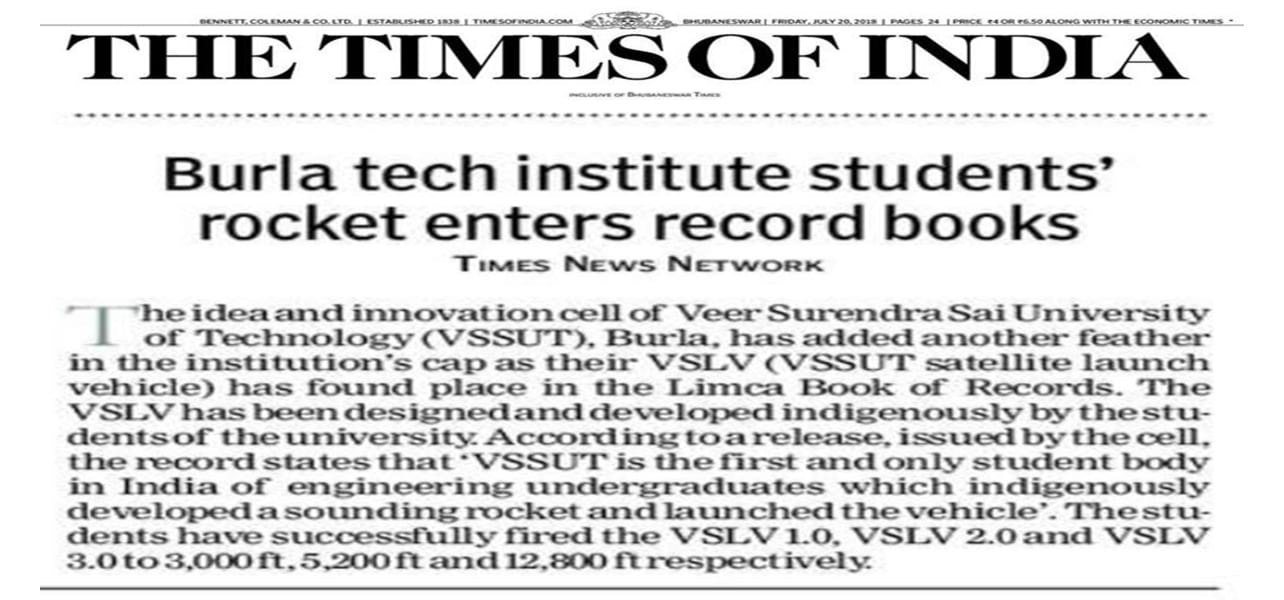 BENNETT, COLEMAN & CO. LTD. | ESTABLISHED 1838 | TIMESOFINDIA.COM BHUBANESWAR | FRIDAY, JULY 20, 2018 | PAGES 24 | PRICE ₹4 OR ₹6.50 ALONG WITH THE ECONOMIC TIMES *
THE TIMES OF INDIA
INCLUSIVE OF BHUBANESWAR TIMES
Burla tech institute students’
rocket enters record books
TIMES NEWS NETWORK
The idea and innovation cell of Veer Surendra Sai University
of Technology (VSSUT), Burla, has added another feather
in the institution's cap as their VSLV (VSSUT satellite launch
vehicle) has found place in the Limca Book of Records. The
VSLV has been designed and developed indigenously by the stu-
dents of the university. According to a release, issued by the cell,
the record states that ‘VSSUT is the first and only student body
in India of engineering undergraduates which indigenously
developed a sounding rocket and launched the vehicle’. The stu-
dents have successfully fired the VSLV 1.0, VSLV 2.0 and VSLV
3.0 to 3,000 ft, 5,200 ft and 12,800 ft respectively.